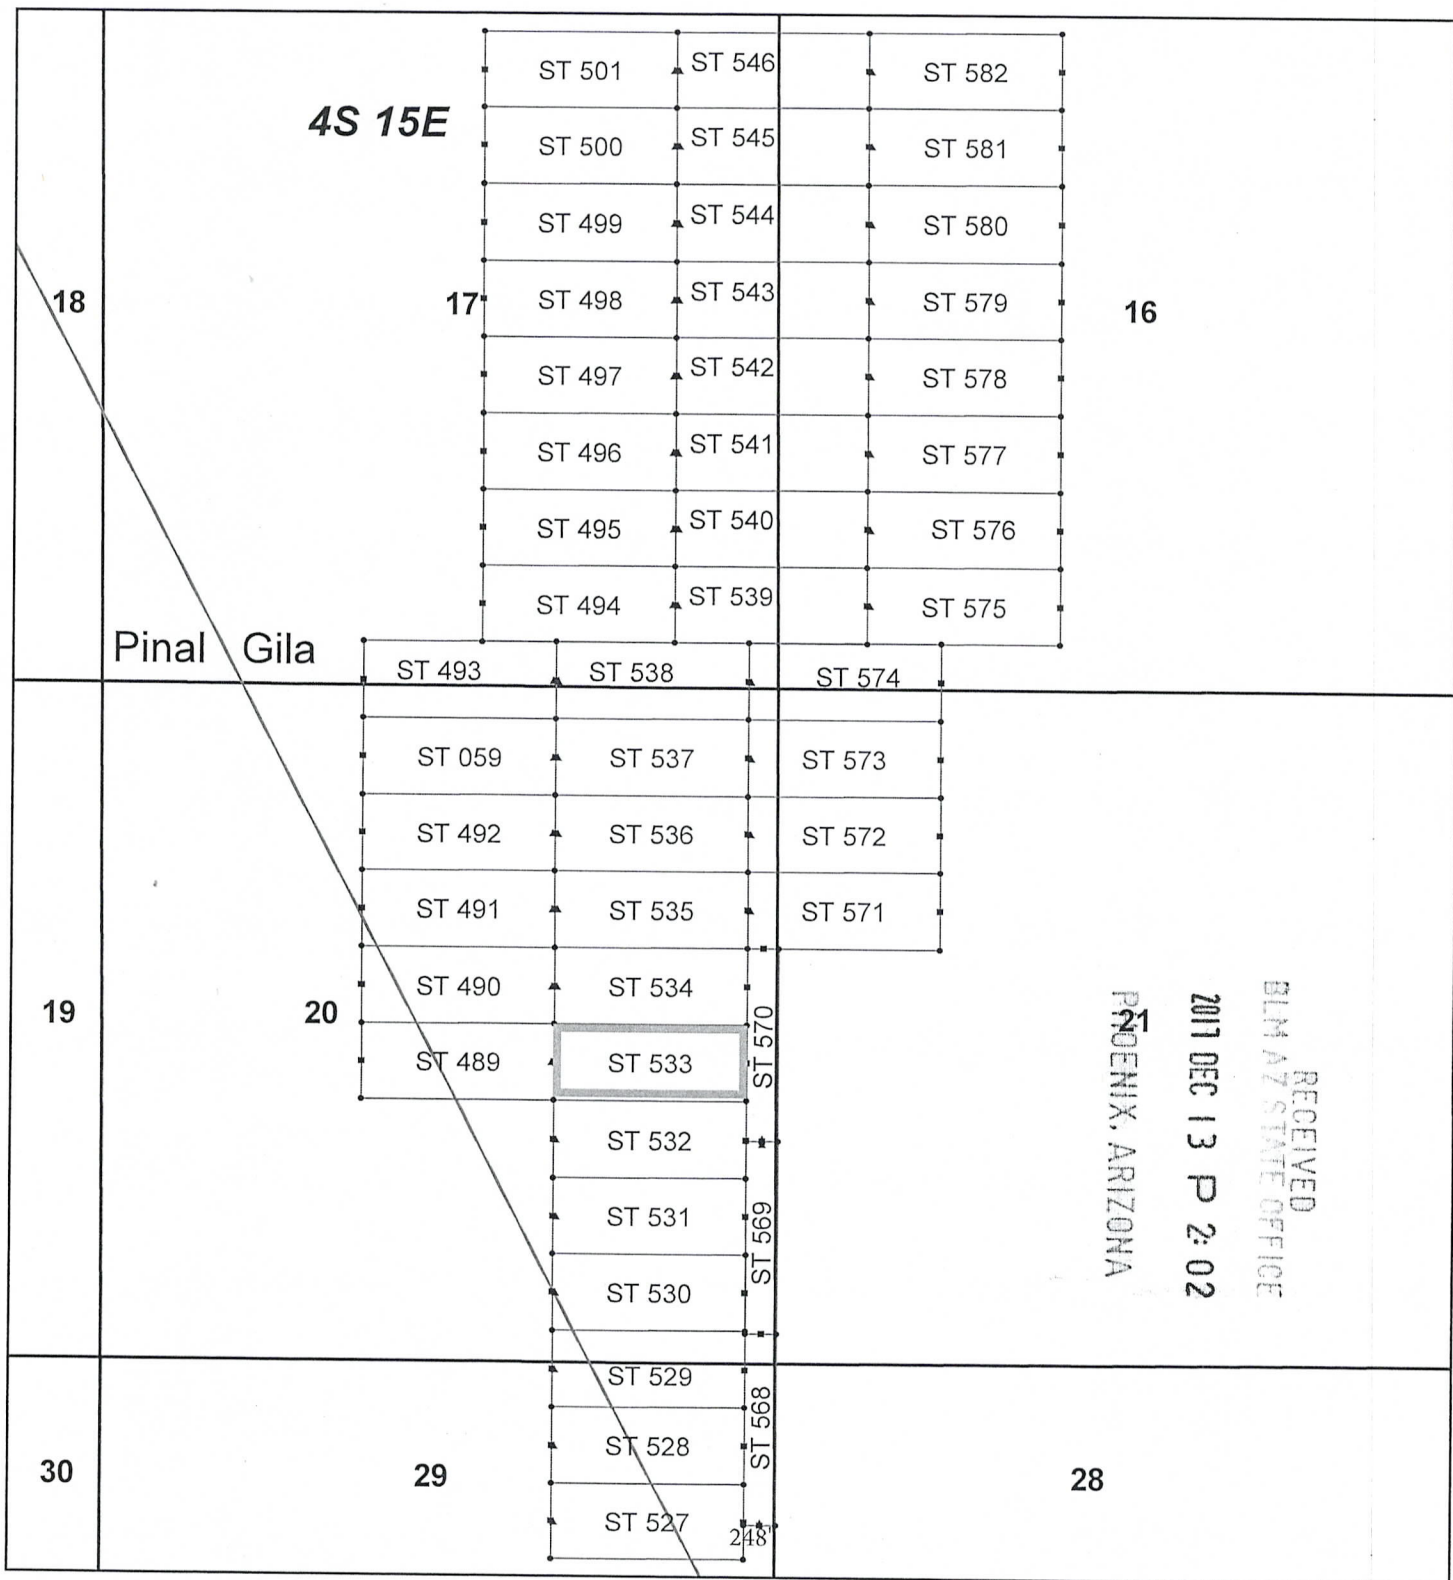 ST 501 ST 546 ST 582
4S 15E
ST 500 ST 545 ST 581
ST 499 ST 544 ST 580
18 17 ST 498 ST 543 ST 579 16
ST 497 ST 542 ST 578
ST 496 ST 541 ST 577
ST 495 ST 540 ST 576
ST 494 ST 539 ST 575
Pinal Gila
ST 493 ST 538 ST 574
ST 059 ST 537 ST 573
ST 492 ST 536 ST 572
ST 491 ST 535 ST 571
ST 490 ST 534
19 20 21
ST 570
ST 489 ST 533
ST 532
ST 531
ST 569
ST 530
ST 529
ST 568
ST 528
30 29 28
ST 527
248'
RECEIVED
BLM AZ STATE OFFICE
2017 DEC 13 P 2:02
PHOENIX, ARIZONA